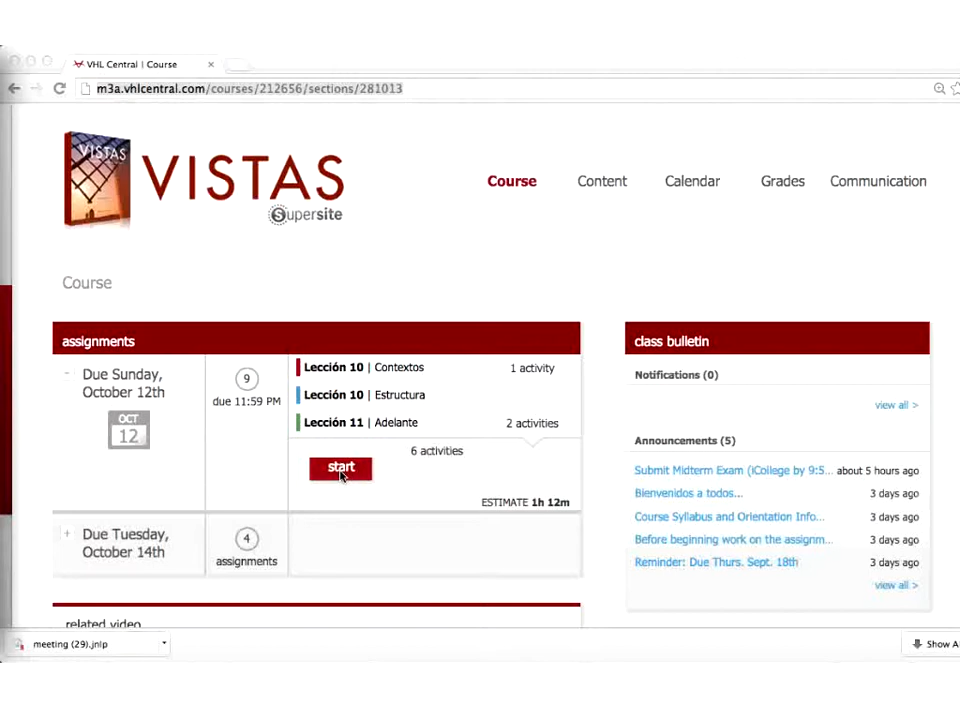 VHL Central | Course
m3a.vhlcentral.com/courses/212656/sections/281013
VISTAS
VISTAS
Supersite
Course Content Calendar Grades Communication
Course
assignments
Due Sunday,
October 12th
OCT
12
9
due 11:59 PM
Lección 10 | Contextos 1 activity
Lección 10 | Estructura
Lección 11 | Adelante 2 activities
6 activities
start
ESTIMATE 1h 12m
Due Tuesday,
October 14th
4
assignments
related video
class bulletin
Notifications (0)
view all >
Announcements (5)
Submit Midterm Exam (iCollege by 9:5... about 5 hours ago
Bienvenidos a todos... 3 days ago
Course Syllabus and Orientation Info... 3 days ago
Before beginning work on the assignm... 3 days ago
Reminder: Due Thurs. Sept. 18th 3 days ago
view all >
meeting (29).jnlp
Show A